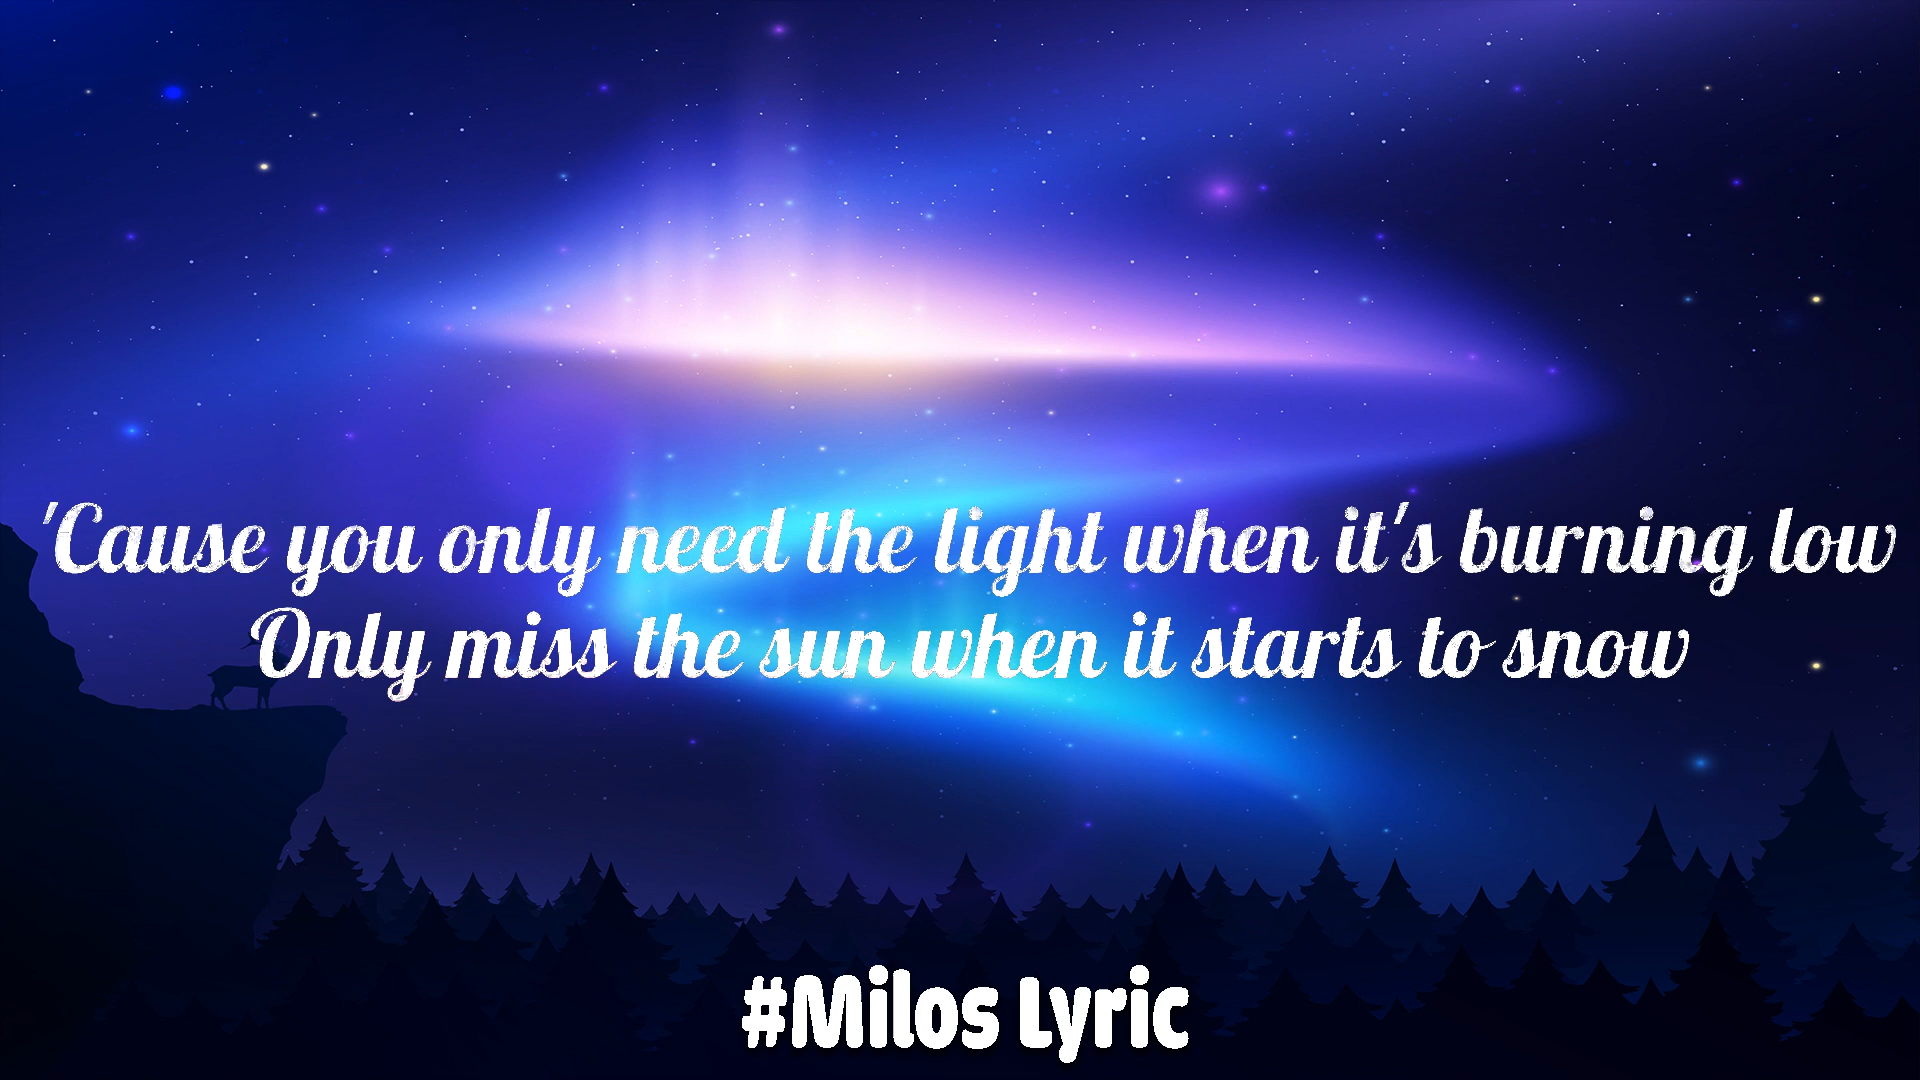 'Cause you only need the light when it's burning low
Only miss the sun when it starts to snow
#Milos Lyric